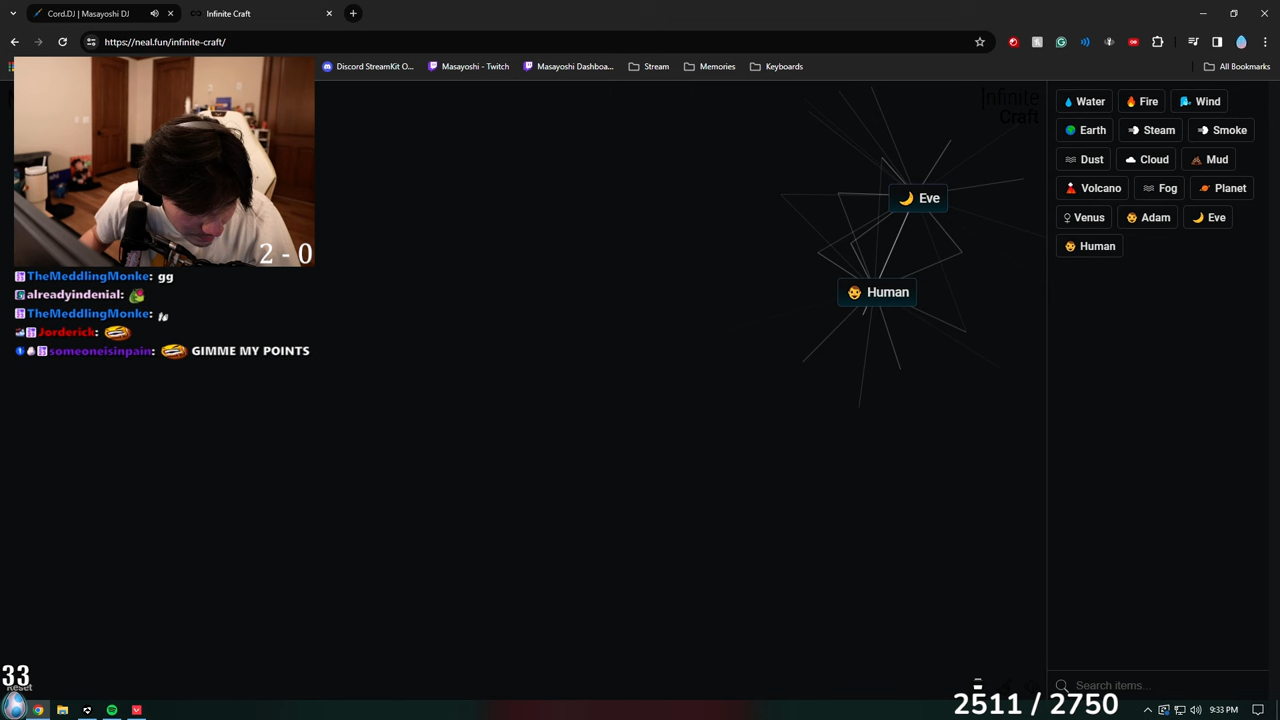 Cord.DJ | Masayoshi DJ
Infinite Craft
https://neal.fun/infinite-craft/
Discord StreamKit O...
Masayoshi - Twitch
Masayoshi Dashboa...
Stream
Memories
Keyboards
All Bookmarks
Infinite
Craft
Water
Fire
Wind
Earth
Steam
Smoke
Dust
Cloud
Mud
Volcano
Fog
Planet
Venus
Adam
Eve
Human
Eve
Human
2 - 0
TheMeddlingMonke: gg
alreadyindenial:
TheMeddlingMonke:
Jorderick:
someoneisinpain: GIMME MY POINTS
33
Reset
Search items...
2511 / 2750
9:33 PM